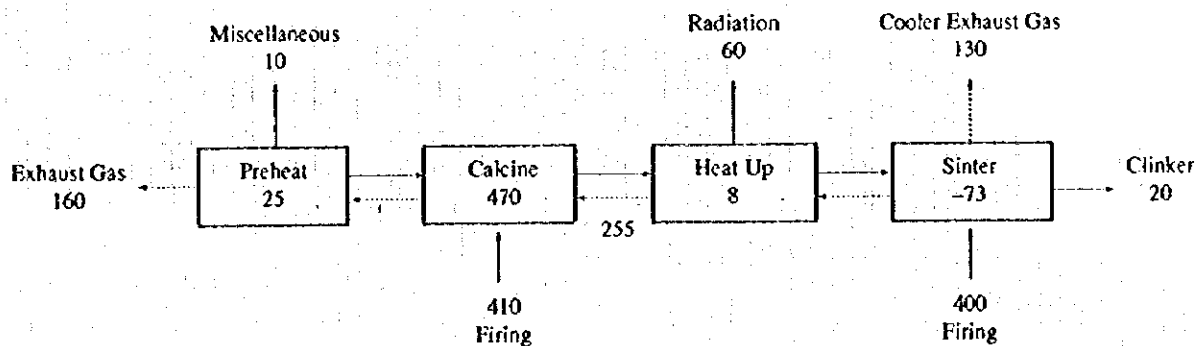 Miscellaneous
10
Radiation
60
Cooler Exhaust Gas
130
Exhaust Gas
160
Preheat
25
Calcine
470
Heat Up
8
Sinter
–73
Clinker
20
255
410
Firing
400
Firing